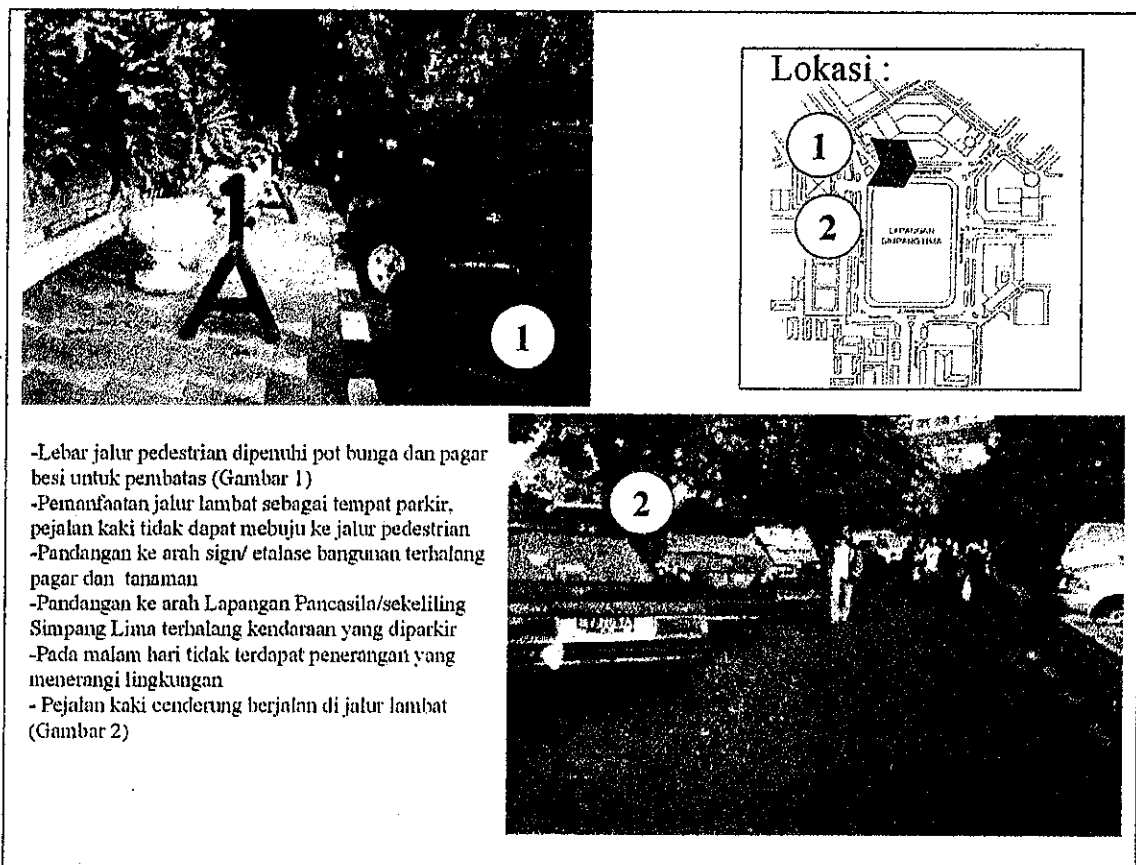 Lokasi :
1
2
LAPANGAN
SIMPANG LIMA
1
-Lebar jalur pedestrian dipenuhi pot bunga dan pagar
besi untuk pembatas (Gambar 1)
-Pemanfaatan jalur lambat sebagai tempat parkir,
pejalan kaki tidak dapat mebuju ke jalur pedestrian
-Pandangan ke arah sign/ etalase bangunan terhalang
pagar dan tanaman
-Pandangan ke arah Lapangan Pancasila/sekeliling
Simpang Lima terhalang kendaraan yang diparkir
-Pada malam hari tidak terdapat penerangan yang
menerangi lingkungan
- Pejalan kaki cenderung berjalan di jalur lambat
(Gambar 2)
2